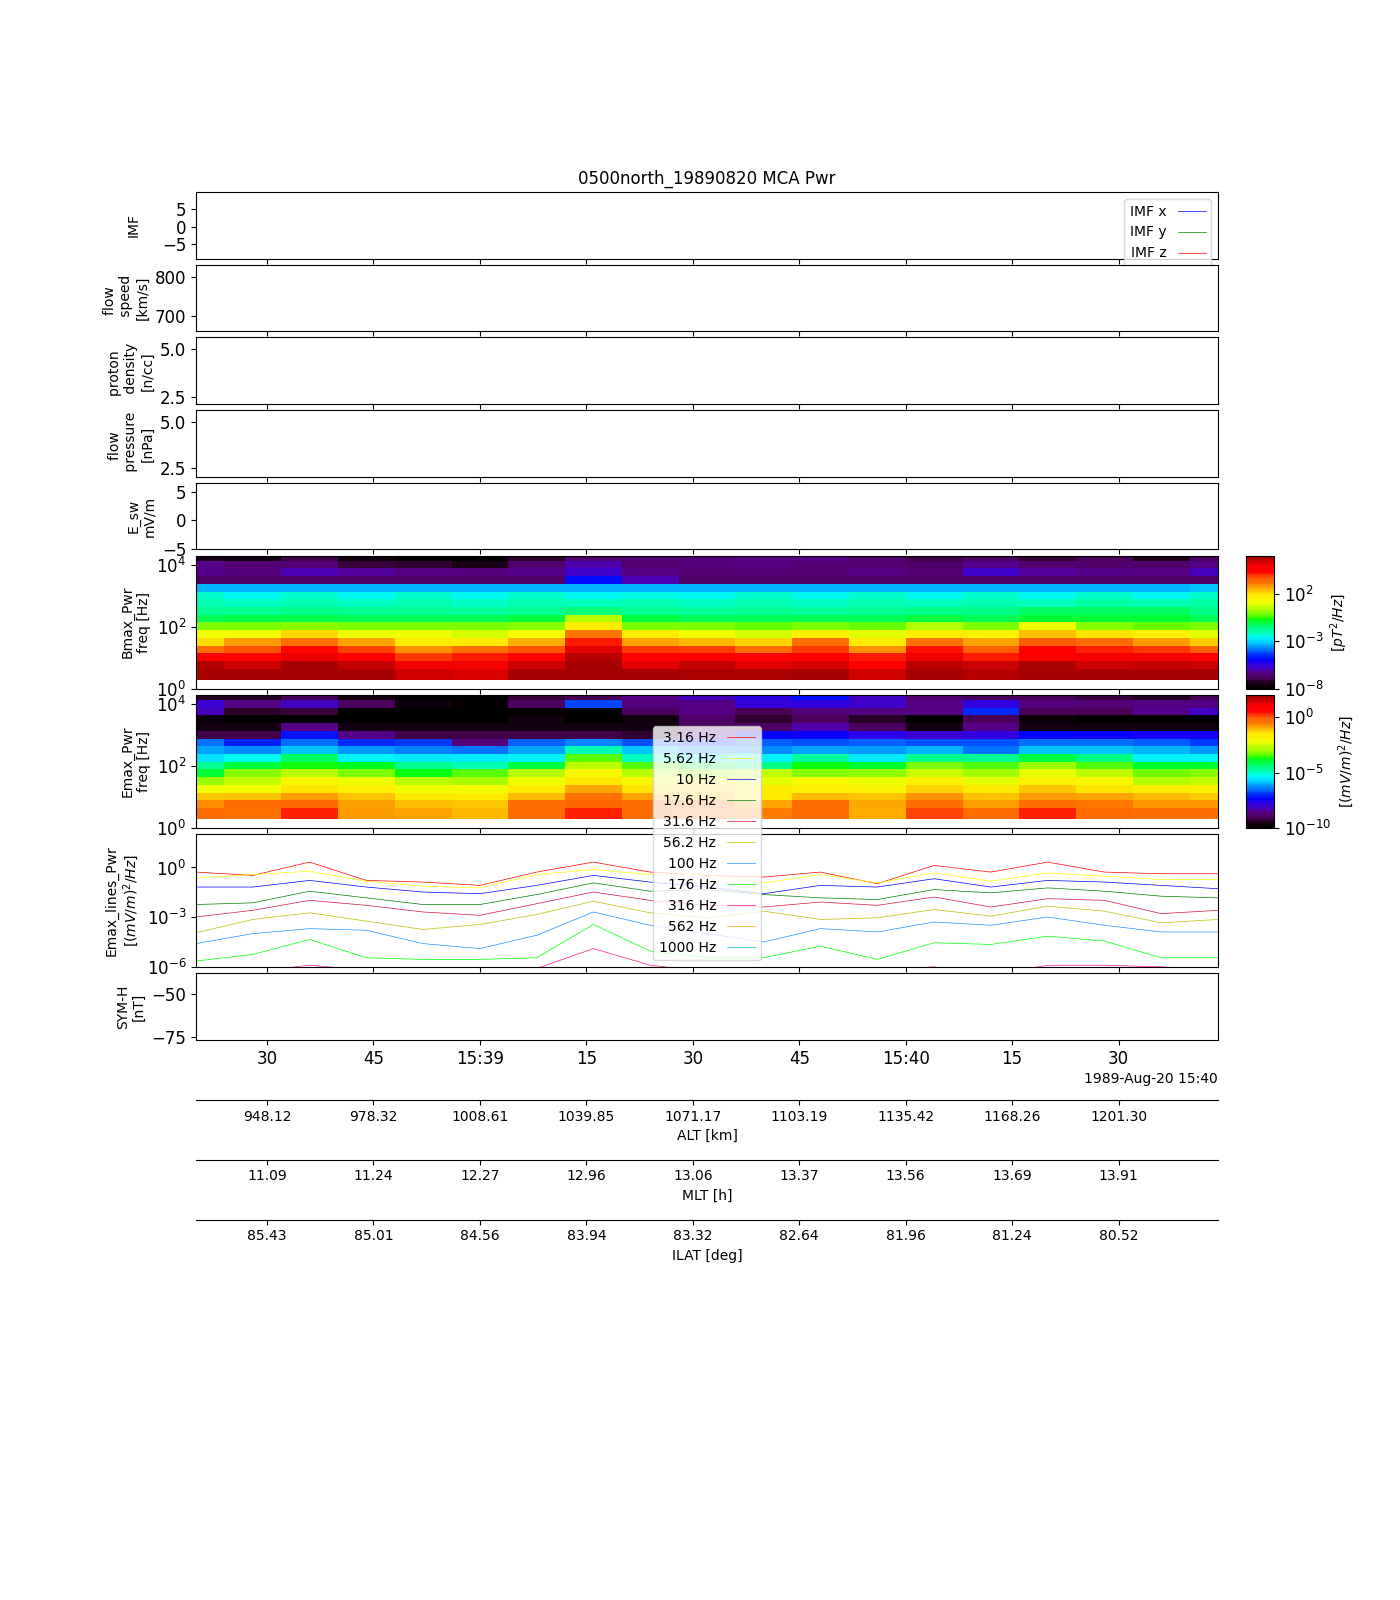 0500north_19890820 MCA Pwr
IMF
5
0
−5
IMF x
IMF y
IMF z
flow
speed
[km/s]
800
700
proton
density
[n/cc]
5.0
2.5
flow
pressure
[nPa]
5.0
2.5
E_sw
mV/m
5
0
−5
Bmax_Pwr
freq [Hz]
10^4
10^2
10^0
10^2
10^−3
10^−8
[pT^2/Hz]
Emax_Pwr
freq [Hz]
10^4
10^2
10^0
10^0
10^−5
10^−10
[(mV/m)^2/Hz]
3.16 Hz
5.62 Hz
10 Hz
17.6 Hz
31.6 Hz
56.2 Hz
100 Hz
176 Hz
316 Hz
562 Hz
1000 Hz
Emax_lines_Pwr
[(mV/m)^2/Hz]
10^0
10^−3
10^−6
SYM-H
[nT]
−50
−75
30 45 15:39 15 30 45 15:40 15 30
1989-Aug-20 15:40
948.12 978.32 1008.61 1039.85 1071.17 1103.19 1135.42 1168.26 1201.30
ALT [km]
11.09 11.24 12.27 12.96 13.06 13.37 13.56 13.69 13.91
MLT [h]
85.43 85.01 84.56 83.94 83.32 82.64 81.96 81.24 80.52
ILAT [deg]